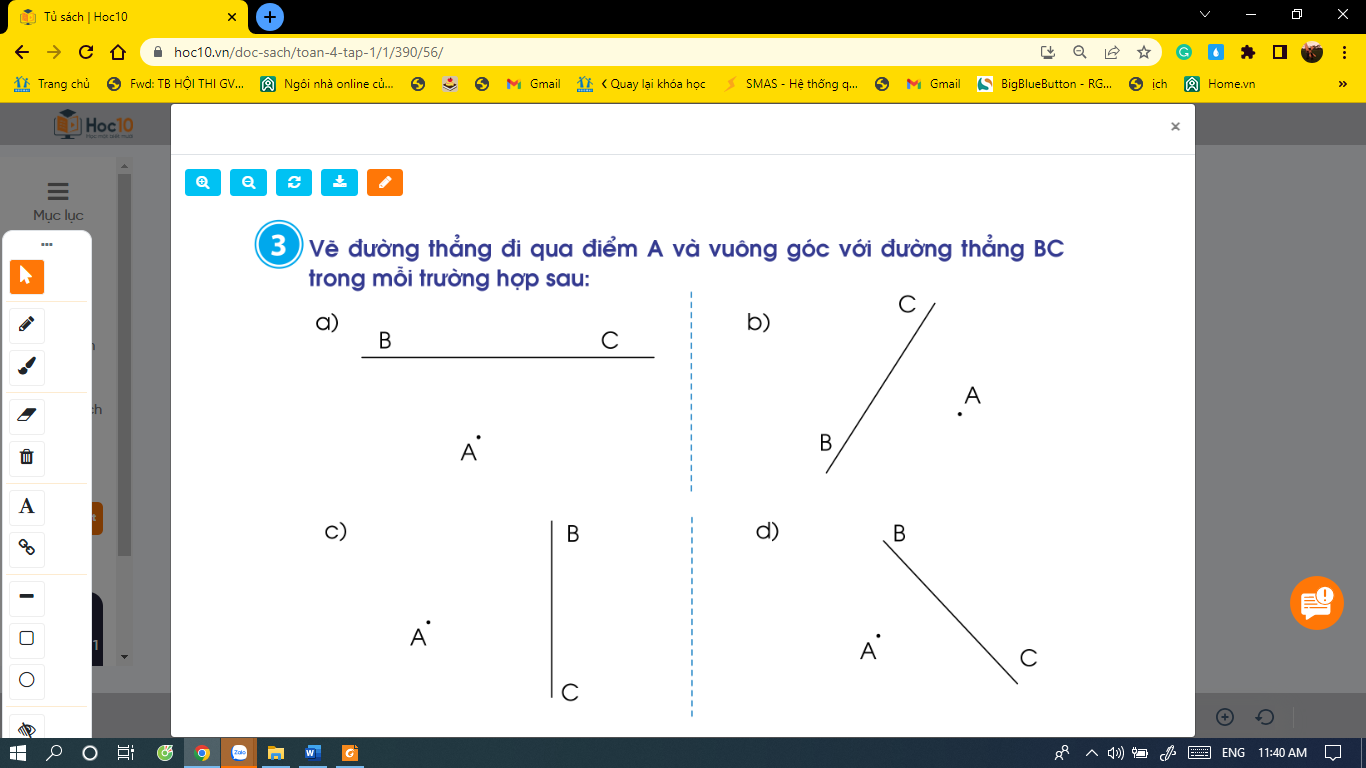 Tủ sách | Hoc10
hoc10.vn/doc-sach/toan-4-tap-1/1/390/56/
Trang chủ
Fwd: TB HỘI THI GV...
Ngôi nhà online củ...
Gmail
Quay lại khóa học
SMAS - Hệ thống q...
Gmail
BigBlueButton - RG...
ịch
Home.vn
Hoc10
Mục lục
3 Vẽ đường thẳng đi qua điểm A và vuông góc với đường thẳng BC
trong mỗi trường hợp sau:
a)
B
C
A
b)
C
A
B
c)
B
A
C
d)
B
A
C
A
Zalo
W
ENG
11:40 AM